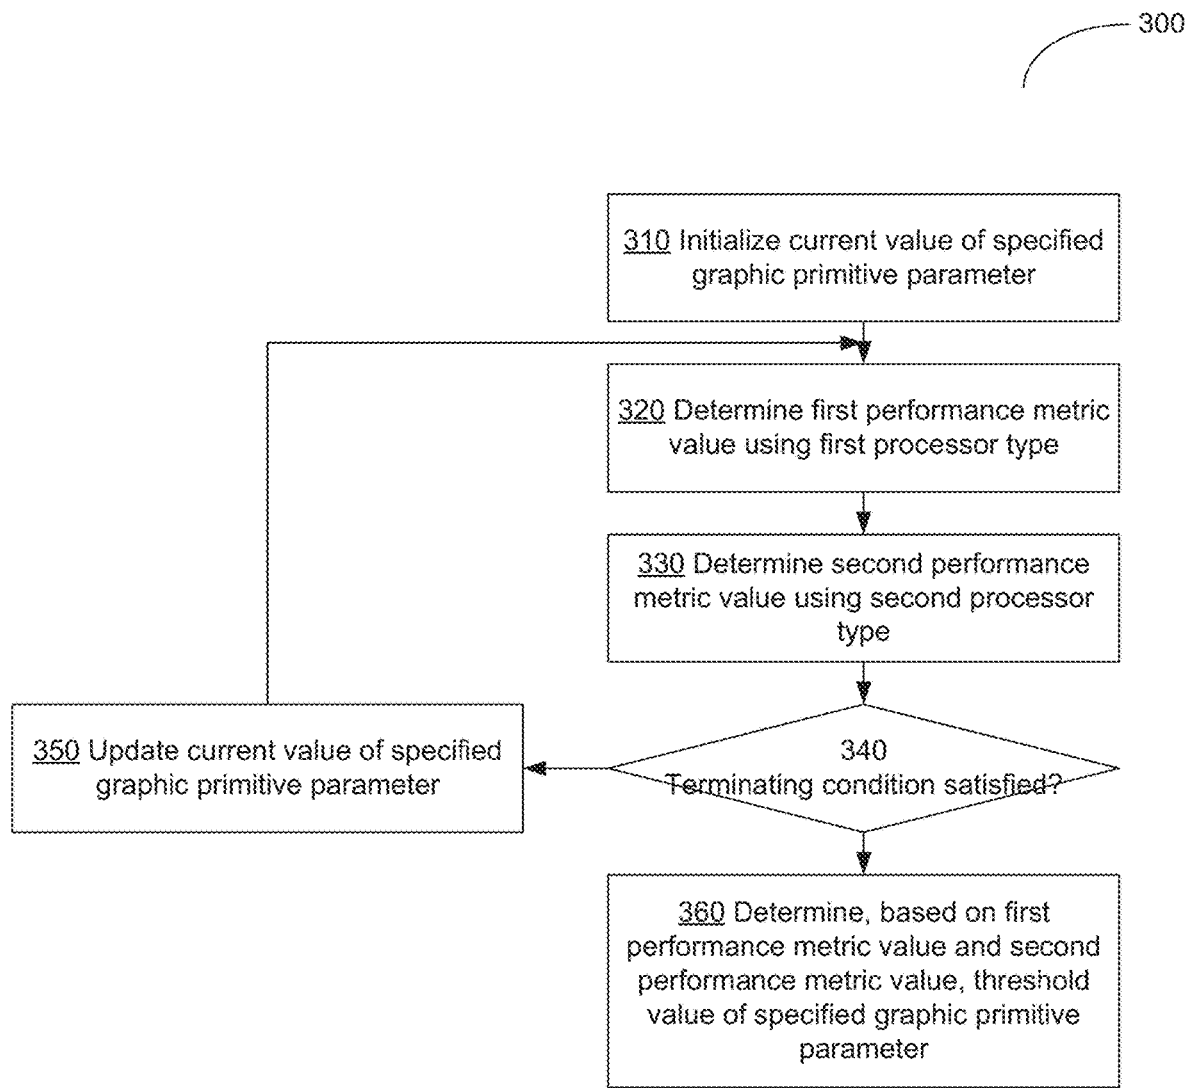 300
310 Initialize current value of specified
graphic primitive parameter
320 Determine first performance metric
value using first processor type
330 Determine second performance
metric value using second processor
type
340
Terminating condition satisfied?
350 Update current value of specified
graphic primitive parameter
360 Determine, based on first
performance metric value and second
performance metric value, threshold
value of specified graphic primitive
parameter